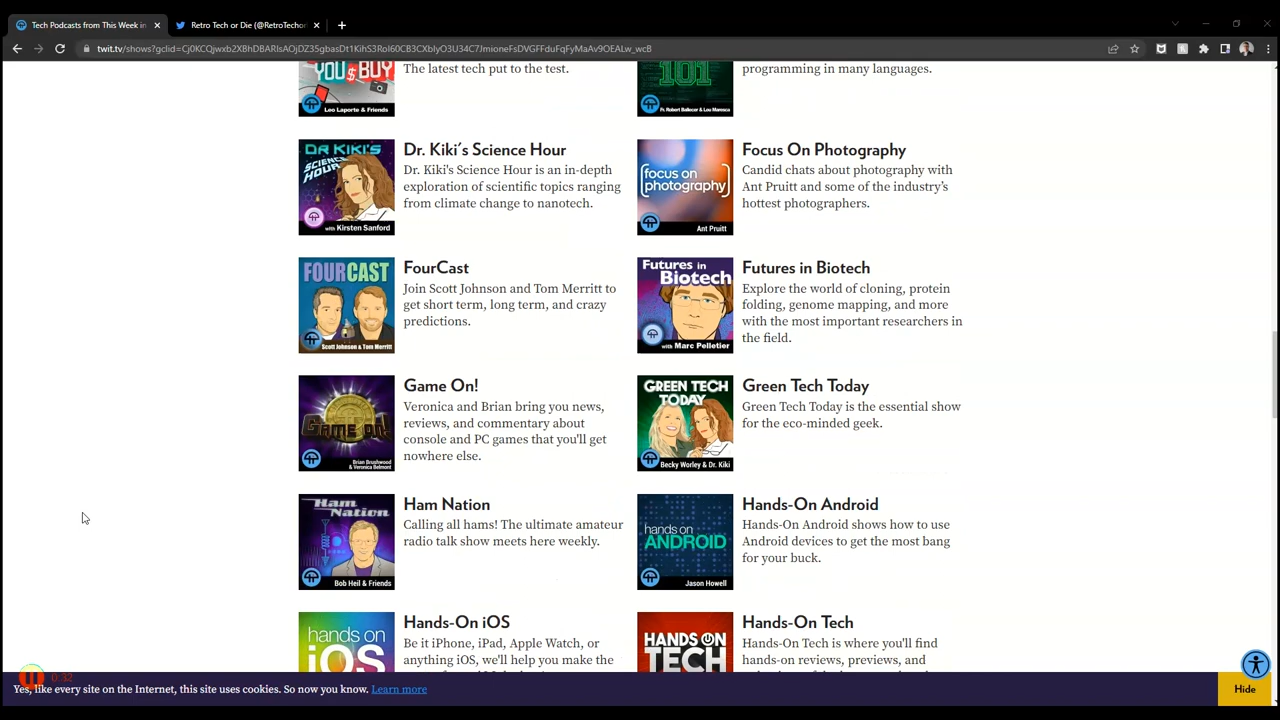 Tech Podcasts from This Week in
Retro Tech or Die (@RetroTechor
twit.tv/shows?gclid=Cj0KCQjwxb2XBhDBARIsAOjDZ35gbasDt1KihS3Rol60CB3CXblyO3U34C7JmioneFsDVGFFduFqFyMaAv9OEALw_wcB
YOU$BUY
The latest tech put to the test.
Leo Laporte & Friends
101
programming in many languages.
Fr. Robert Ballecer & Lou Maresca
DR KIKI'S
SCIENCE
HOUR
with Kirsten Sanford
Dr. Kiki's Science Hour
Dr. Kiki's Science Hour is an in-depth
exploration of scientific topics ranging
from climate change to nanotech.
[focus on
photography]
Ant Pruitt
Focus On Photography
Candid chats about photography with
Ant Pruitt and some of the industry's
hottest photographers.
FOURCAST
Scott Johnson & Tom Merritt
FourCast
Join Scott Johnson and Tom Merritt to
get short term, long term, and crazy
predictions.
Futures in
Biotech
with Marc Pelletier
Futures in Biotech
Explore the world of cloning, protein
folding, genome mapping, and more
with the most important researchers in
the field.
GAME ON!
Brian Brushwood
& Veronica Belmont
Game On!
Veronica and Brian bring you news,
reviews, and commentary about
console and PC games that you'll get
nowhere else.
GREEN TECH
TODAY
Becky Worley & Dr. Kiki
Green Tech Today
Green Tech Today is the essential show
for the eco-minded geek.
Ham
Nation
Bob Heil & Friends
Ham Nation
Calling all hams! The ultimate amateur
radio talk show meets here weekly.
hands on
ANDROID
Jason Howell
Hands-On Android
Hands-On Android shows how to use
Android devices to get the most bang
for your buck.
hands on
iOS
Hands-On iOS
Be it iPhone, iPad, Apple Watch, or
anything iOS, we'll help you make the
HANDS ON
TECH
Hands-On Tech
Hands-On Tech is where you'll find
hands-on reviews, previews, and
0:32
Yes, like every site on the Internet, this site uses cookies. So now you know. Learn more
Hide